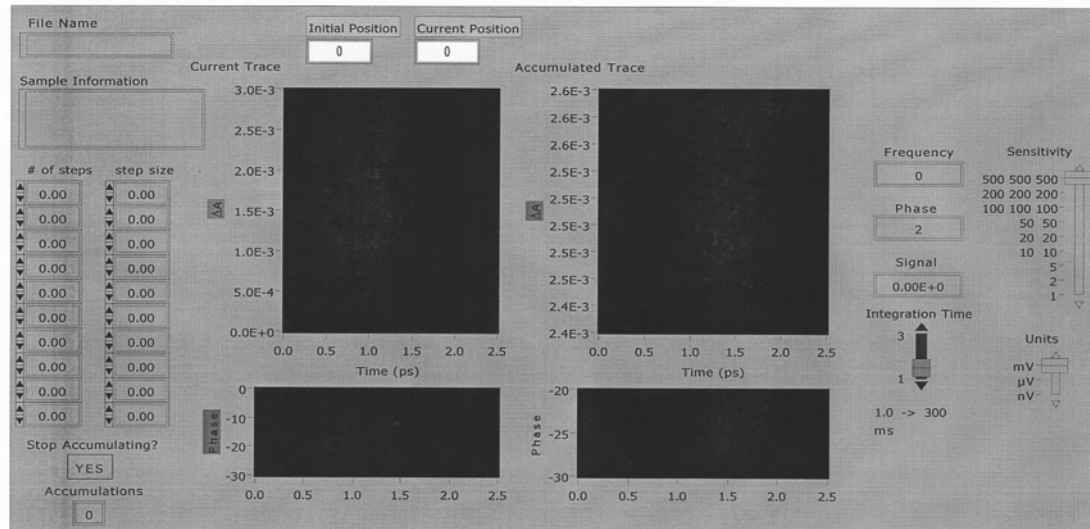 File Name
Initial Position Current Position
0 0
Current Trace
Accumulated Trace
Sample Information
# of steps step size
0.00 0.00
0.00 0.00
0.00 0.00
0.00 0.00
0.00 0.00
0.00 0.00
0.00 0.00
0.00 0.00
0.00 0.00
0.00 0.00
Stop Accumulating?
YES
Accumulations
0
3.0E-3
2.5E-3
2.0E-3
1.5E-3
1.0E-3
5.0E-4
0.0E+0
ΔA
0.0 0.5 1.0 1.5 2.0 2.5
Time (ps)
0
-10
-20
-30
Phase
0.0 0.5 1.0 1.5 2.0 2.5
2.6E-3
2.6E-3
2.6E-3
2.5E-3
2.5E-3
2.5E-3
2.5E-3
2.4E-3
2.4E-3
ΔA
0.0 0.5 1.0 1.5 2.0 2.5
Time (ps)
-20
-25
-30
Phase
0.0 0.5 1.0 1.5 2.0 2.5
Frequency
0
Phase
2
Signal
0.00E+0
Integration Time
3
1
1.0 -> 300
ms
Sensitivity
500 500 500
200 200 200
100 100 100
50 50
20 20
10 10
5
2
1
Units
mV
μV
nV